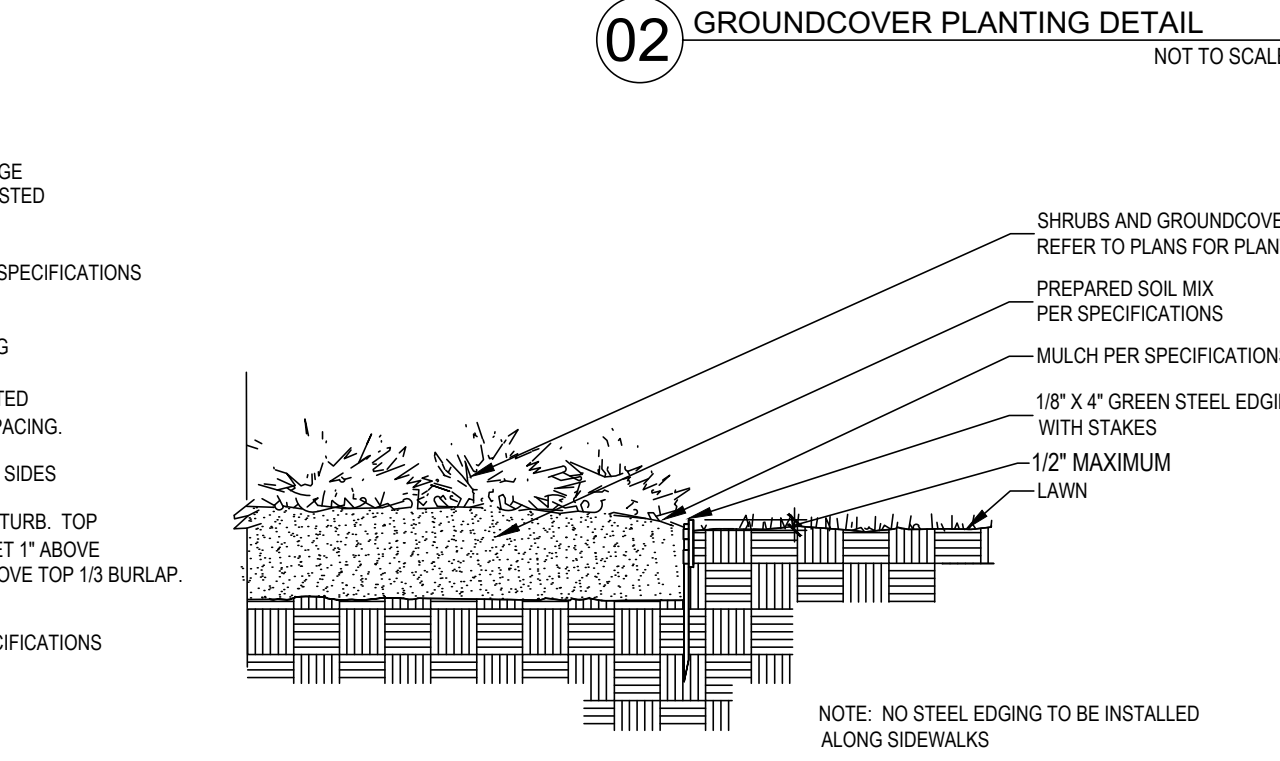 02 GROUNDCOVER PLANTING DETAIL
NOT TO SCALE
GE
STED
SPECIFICATIONS
G
TED
PACING.
SIDES
TURB. TOP
ET 1" ABOVE
OVE TOP 1/3 BURLAP.
CIFICATIONS
SHRUBS AND GROUNDCOVE
REFER TO PLANS FOR PLAN
PREPARED SOIL MIX
PER SPECIFICATIONS
MULCH PER SPECIFICATIONS
1/8" X 4" GREEN STEEL EDGI
WITH STAKES
1/2" MAXIMUM
LAWN
NOTE: NO STEEL EDGING TO BE INSTALLED
ALONG SIDEWALKS